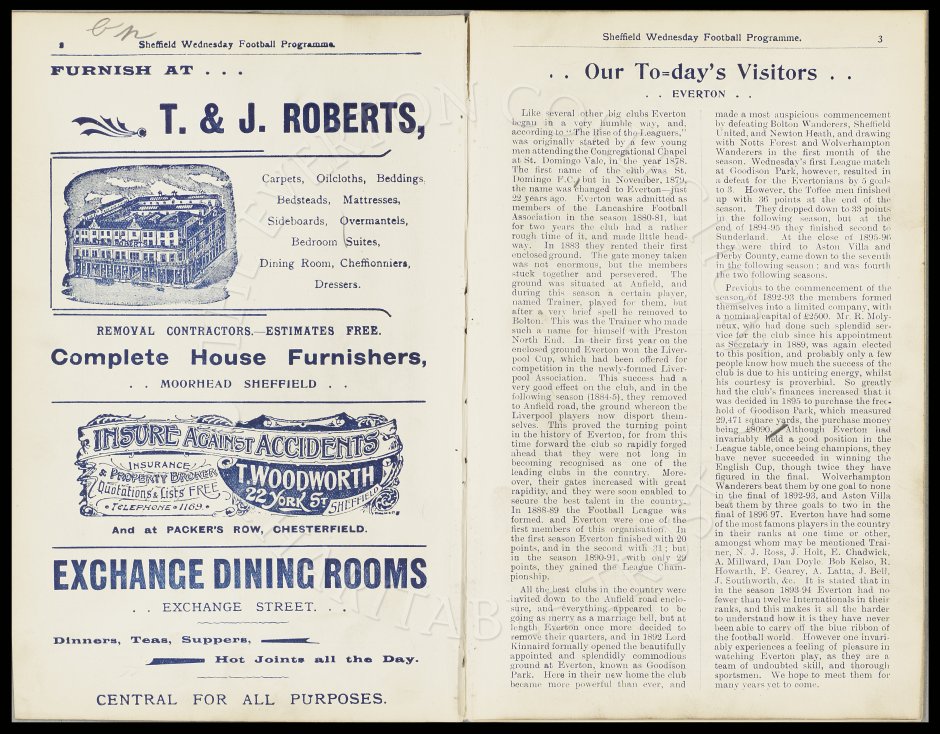 2
Sheffield Wednesday Football Programme.
FURNISH AT . . .
T. & J. ROBERTS,
Carpets, Oilcloths, Beddings,
Bedsteads, Mattresses,
Sideboards, Overmantels,
Bedroom Suites,
Dining Room, Cheffionniers,
Dressers.
REMOVAL CONTRACTORS.—ESTIMATES FREE.
Complete House Furnishers,
. . MOORHEAD SHEFFIELD . .
INSURE AGAINST ACCIDENTS
INSURANCE
& PROPERTY BROKER
Quotations & Lists FREE
• TELEPHONE 1169 •
T. WOODWORTH
22 YORK ST
SHEFFIELD
And at PACKER'S ROW, CHESTERFIELD.
EXCHANGE DINING ROOMS
. . EXCHANGE STREET. . .
Dinners, Teas, Suppers,
Hot Joints all the Day.
CENTRAL FOR ALL PURPOSES.
Sheffield Wednesday Football Programme.
3
. . Our To=day's Visitors . .
. . EVERTON . .
Like several other big clubs Everton
began in a very humble way, and,
according to "The Rise of the Leaguers,"
was originally started by a few young
men attending the Congregational Chapel
at St. Domingo Vale, in the year 1878.
The first name of the club was St.
Domingo F.C., but in November, 1879,
the name was changed to Everton—just
22 years ago. Everton was admitted as
members of the Lancashire Football
Association in the season 1880-81, but
for two years the club had a rather
rough time of it, and made little head-
way. In 1883 they rented their first
enclosed ground. The gate money taken
was not enormous, but the members
stuck together and persevered. The
ground was situated at Anfield, and
during this season a certain player,
named Trainer, played for them, but
after a very brief spell he removed to
Bolton. This was the Trainer who made
such a name for himself with Preston
North End. In their first year on the
enclosed ground Everton won the Liver-
pool Cup, which had been offered for
competition in the newly-formed Liver-
pool Association. This success had a
very good effect on the club, and in the
following season (1884-5), they removed
to Anfield road, the ground whereon the
Liverpool players now disport them-
selves. This proved the turning point
in the history of Everton, for from this
time forward the club so rapidly forged
ahead that they were not long in
becoming recognised as one of the
leading clubs in the country. More-
over, their gates increased with great
rapidity, and they were soon enabled to
secure the best talent in the country.
In 1888-89 the Football League was
formed, and Everton were one of the
first members of this organisation. In
the first season Everton finished with 20
points, and in the second with 31; but
in the season 1890-91, with only 29
points, they gained the League Cham-
pionship.
All the best clubs in the country were
invited down to the Anfield road enclo-
sure, and everything appeared to be
going as merry as a marriage bell, but at
length Everton once more decided to
remove their quarters, and in 1892 Lord
Kinnaird formally opened the beautifully
appointed and splendidly commodious
ground at Everton, known as Goodison
Park. Here in their new home the club
became more powerful than ever, and
made a most auspicious commencement
by defeating Bolton Wanderers, Sheffield
United, and Newton Heath, and drawing
with Notts Forest and Wolverhampton
Wanderers in the first month of the
season. Wednesday's first League match
at Goodison Park, however, resulted in
a defeat for the Evertonians by 5 goals
to 3. However, the Toffee men finished
up with 36 points at the end of the
season. They dropped down to 33 points
in the following season, but at the
end of 1894-95 they finished second to
Sunderland. At the close of 1895-96
they were third to Aston Villa and
Derby County, came down to the seventh
in the following season; and was fourth
the two following seasons.
Previous to the commencement of the
season of 1892-93 the members formed
themselves into a limited company, with
a nominal capital of £2500. Mr. R. Moly-
neux, who had done such splendid ser-
vice for the club since his appointment
as Secretary in 1889, was again elected
to this position, and probably only a few
people know how much the success of the
club is due to his untiring energy, whilst
his courtesy is proverbial. So greatly
had the club's finances increased that it
was decided in 1895 to purchase the free-
hold of Goodison Park, which measured
29,471 square yards, the purchase money
being £8090. Although Everton had
invariably held a good position in the
League table, once being champions, they
have never succeeded in winning the
English Cup, though twice they have
figured in the final. Wolverhampton
Wanderers beat them by one goal to none
in the final of 1892-93, and Aston Villa
beat them by three goals to two in the
final of 1896 97. Everton have had some
of the most famous players in the country
in their ranks at one time or other,
amongst whom may be mentioned Trai-
ner, N. J. Ross, J. Holt, E. Chadwick,
A. Millward, Dan Doyle Bob Kelso, R.
Howarth, F. Gearey, A. Latta, J. Bell,
J. Southworth, &c. It is stated that in
in the season 1893-94 Everton had no
fewer than twelve Internationals in their
ranks, and this makes it all the harder
to understand how it is they have never
been able to carry off the blue ribbon of
the football world. However one invari-
ably experiences a feeling of pleasure in
watching Everton play, as they are a
team of undoubted skill, and thorough
sportsmen. We hope to meet them for
many years yet to come.